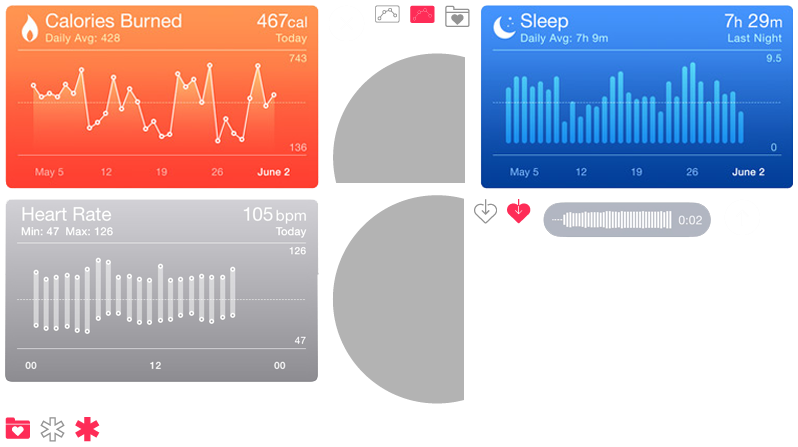 Calories Burned
467cal
Daily Avg: 428
Today
743
136
May 5 12 19 26 June 2
Sleep
7h 29m
Daily Avg: 7h 9m
Last Night
9.5
0
May 5 12 19 26 June 2
Heart Rate
105 bpm
Min: 47 Max: 126
Today
126
47
00 12 00
0:02